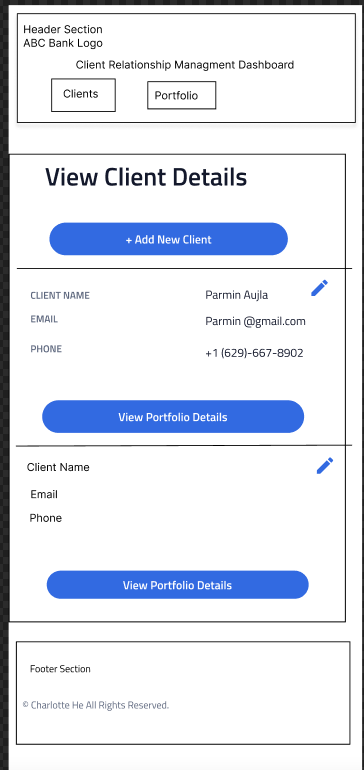 Header Section
ABC Bank Logo
Client Relationship Managment Dashboard
Clients Portfolio
View Client Details
+ Add New Client
CLIENT NAME Parmin Aujla
EMAIL Parmin @gmail.com
PHONE +1 (629)-667-8902
View Portfolio Details
Client Name
Email
Phone
View Portfolio Details
Footer Section
© Charlotte He All Rights Reserved.